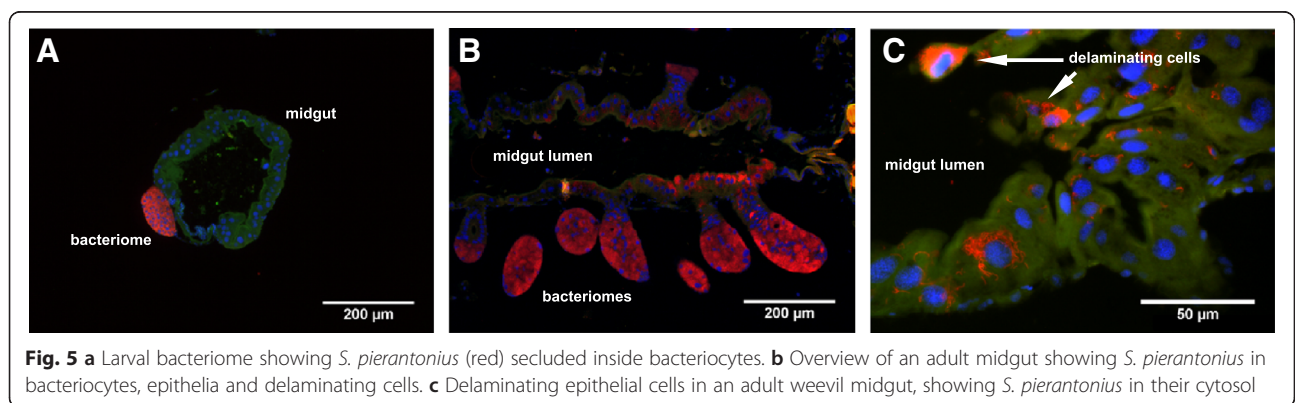 A
midgut
bacteriome
200 µm
B
midgut lumen
bacteriomes
200 µm
C
delaminating cells
midgut lumen
50 µm
Fig. 5 a Larval bacteriome showing S. pierantonius (red) secluded inside bacteriocytes. b Overview of an adult midgut showing S. pierantonius in
bacteriocytes, epithelia and delaminating cells. c Delaminating epithelial cells in an adult weevil midgut, showing S. pierantonius in their cytosol